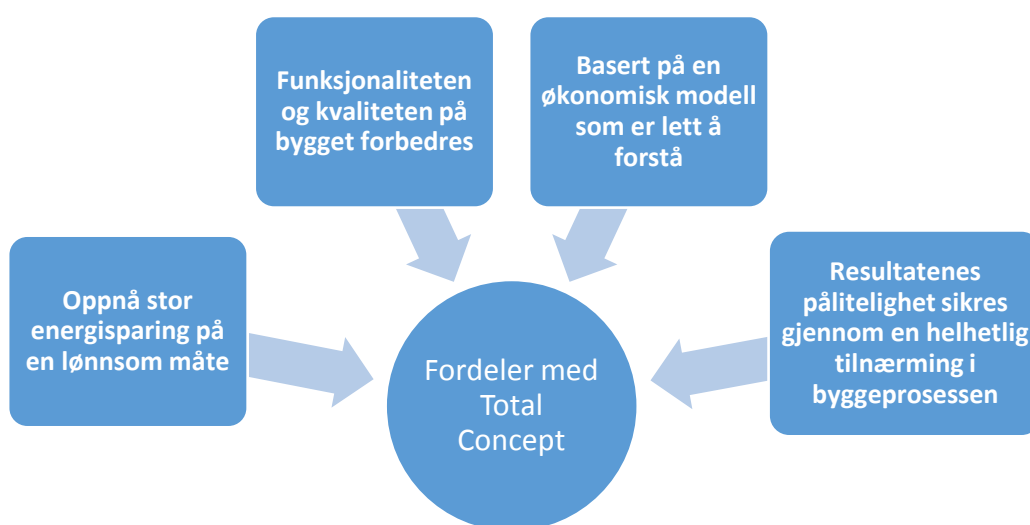 Funksjonaliteten
og kvaliteten på
bygget forbedres
Basert på en
økonomisk modell
som er lett å
forstå
Oppnå stor
energisparing på
en lønnsom måte
Resultatenes
pålitelighet sikres
gjennom en helhetlig
tilnærming i
byggeprosessen
Fordeler med
Total
Concept